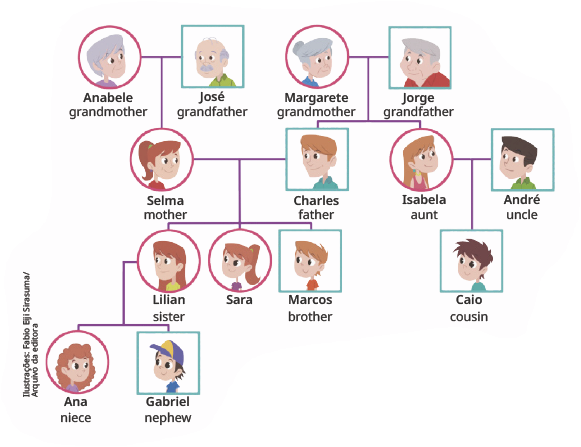 Anabele
grandmother
José
grandfather
Margarete
grandmother
Jorge
grandfather
Selma
mother
Charles
father
Isabela
aunt
André
uncle
Lilian
sister
Sara
Marcos
brother
Caio
cousin
Ana
niece
Gabriel
nephew
Ilustrações: Fabio Eiji Sirasuma/
Arquivo da editora